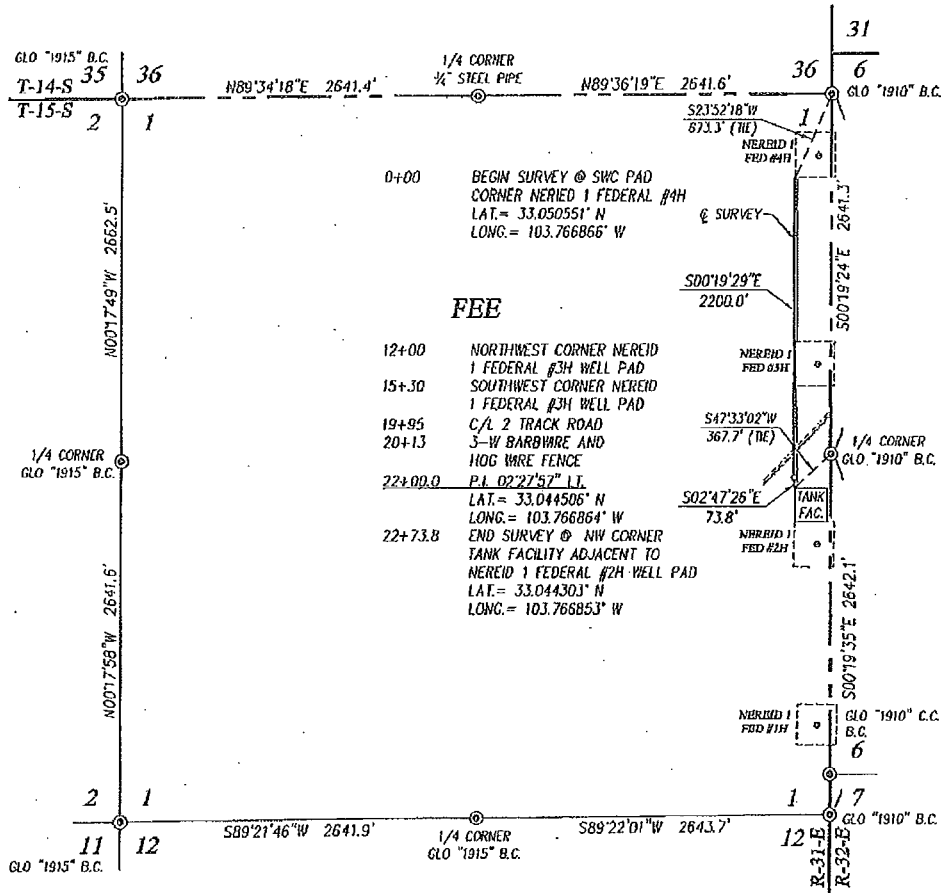 31
GLO "1915" B.C.
35 36
T-14-S
T-15-S
2 1
N89°34'18"E 2641.4'
1/4 CORNER
3/4" STEEL PIPE
N89°36'19"E 2641.6'
36 6
GLO "1910" B.C.
1
S23°52'18"W
673.3' (TIE)
NEREID 1
FED #4H
0+00 BEGIN SURVEY @ SWC PAD
CORNER NERIED 1 FEDERAL #4H
LAT.= 33.050551° N
LONG.= 103.766866° W
℄ SURVEY
S00°19'24"E 2641.3'
N00°17'49"W 2662.5'
S00°19'29"E
2200.0'
FEE
12+00 NORTHWEST CORNER NEREID
1 FEDERAL #3H WELL PAD
15+30 SOUTHWEST CORNER NEREID
1 FEDERAL #3H WELL PAD
19+95 C/L 2 TRACK ROAD
20+13 3-W BARBWIRE AND
HOG WIRE FENCE
22+00.0 P.I. 02°27'57" LT.
LAT.= 33.044506° N
LONG.= 103.766864° W
22+73.8 END SURVEY @ NW CORNER
TANK FACILITY ADJACENT TO
NEREID 1 FEDERAL #2H WELL PAD
LAT.= 33.044303° N
LONG.= 103.766853° W
NEREID 1
FED #3H
S47°33'02"W
367.7' (TIE)
1/4 CORNER
GLO "1910" B.C.
1/4 CORNER
GLO "1915" B.C.
S02°47'26"E
73.8'
TANK
FAC.
NEREID 1
FED #2H
N00°17'58"W 2641.6'
S00°19'35"E 2642.1'
NEREID 1
FED #1H
GLO "1910" C.C.
B.C.
6
2 1
11 12
GLO "1915" B.C.
S89°21'46"W 2641.9'
1/4 CORNER
GLO "1915" B.C.
S89°22'01"W 2643.7'
1 7
12
GLO "1910" B.C.
R-31-E
R-32-E